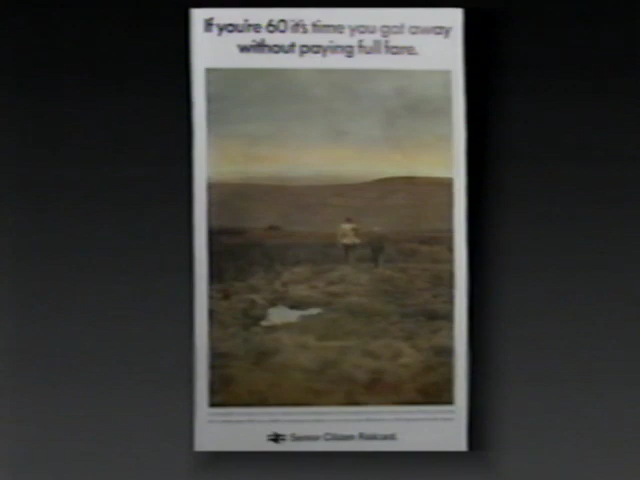 If you're 60 it's time you got away
without paying full fare.
Senior Citizen Railcard.